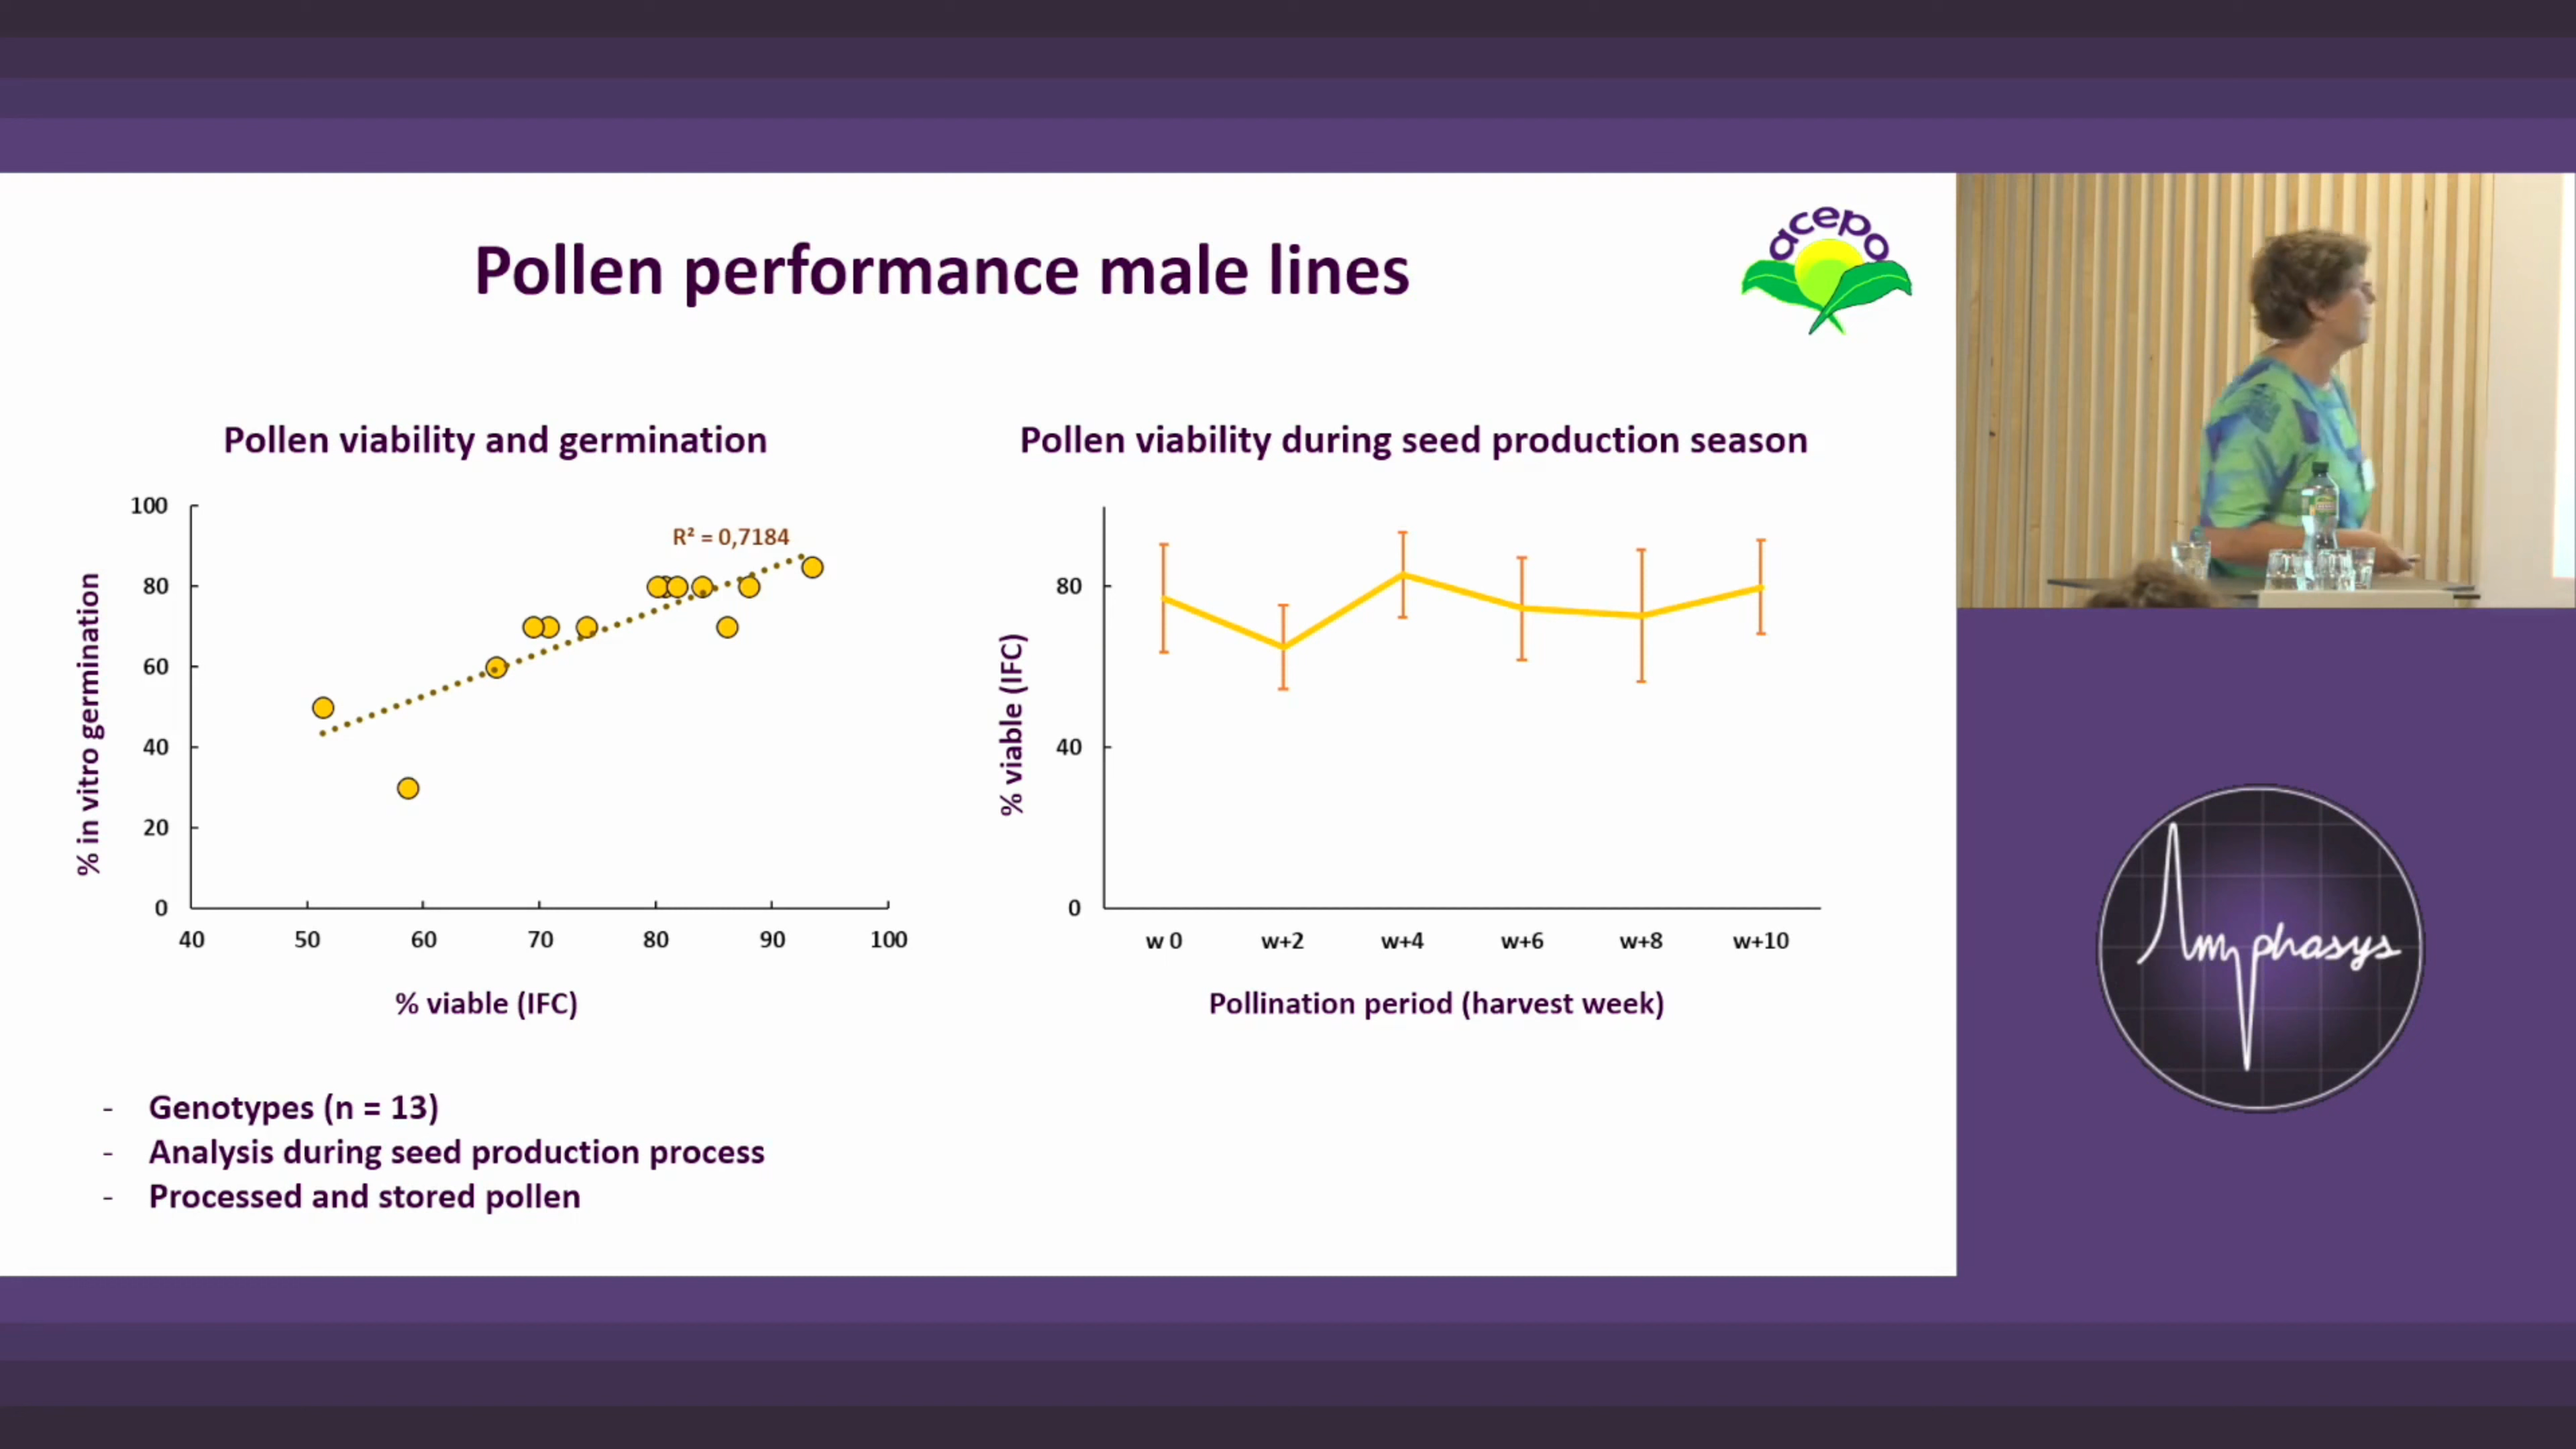 Pollen performance male lines
acepo
Pollen viability and germination
100
80
60
40
20
0
% in vitro germination
R² = 0,7184
40 50 60 70 80 90 100
% viable (IFC)
Pollen viability during seed production season
80
40
0
% viable (IFC)
w 0 w+2 w+4 w+6 w+8 w+10
Pollination period (harvest week)
- Genotypes (n = 13)
- Analysis during seed production process
- Processed and stored pollen
Amphasys